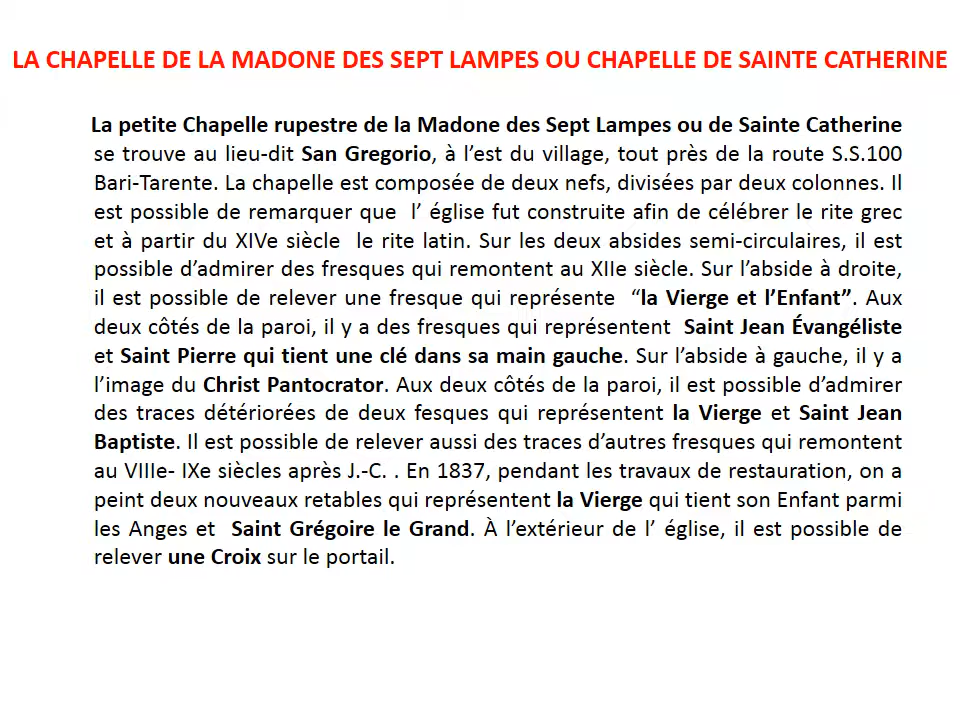 LA CHAPELLE DE LA MADONE DES SEPT LAMPES OU CHAPELLE DE SAINTE CATHERINE
La petite Chapelle rupestre de la Madone des Sept Lampes ou de Sainte Catherine
se trouve au lieu-dit San Gregorio, à l’est du village, tout près de la route S.S.100
Bari-Tarente. La chapelle est composée de deux nefs, divisées par deux colonnes. Il
est possible de remarquer que l’ église fut construite afin de célébrer le rite grec
et à partir du XIVe siècle le rite latin. Sur les deux absides semi-circulaires, il est
possible d’admirer des fresques qui remontent au XIIe siècle. Sur l’abside à droite,
il est possible de relever une fresque qui représente “la Vierge et l’Enfant”. Aux
deux côtés de la paroi, il y a des fresques qui représentent Saint Jean Évangéliste
et Saint Pierre qui tient une clé dans sa main gauche. Sur l’abside à gauche, il y a
l’image du Christ Pantocrator. Aux deux côtés de la paroi, il est possible d’admirer
des traces détériorées de deux fesques qui représentent la Vierge et Saint Jean
Baptiste. Il est possible de relever aussi des traces d’autres fresques qui remontent
au VIIIe- IXe siècles après J.-C. . En 1837, pendant les travaux de restauration, on a
peint deux nouveaux retables qui représentent la Vierge qui tient son Enfant parmi
les Anges et Saint Grégoire le Grand. À l’extérieur de l’ église, il est possible de
relever une Croix sur le portail.